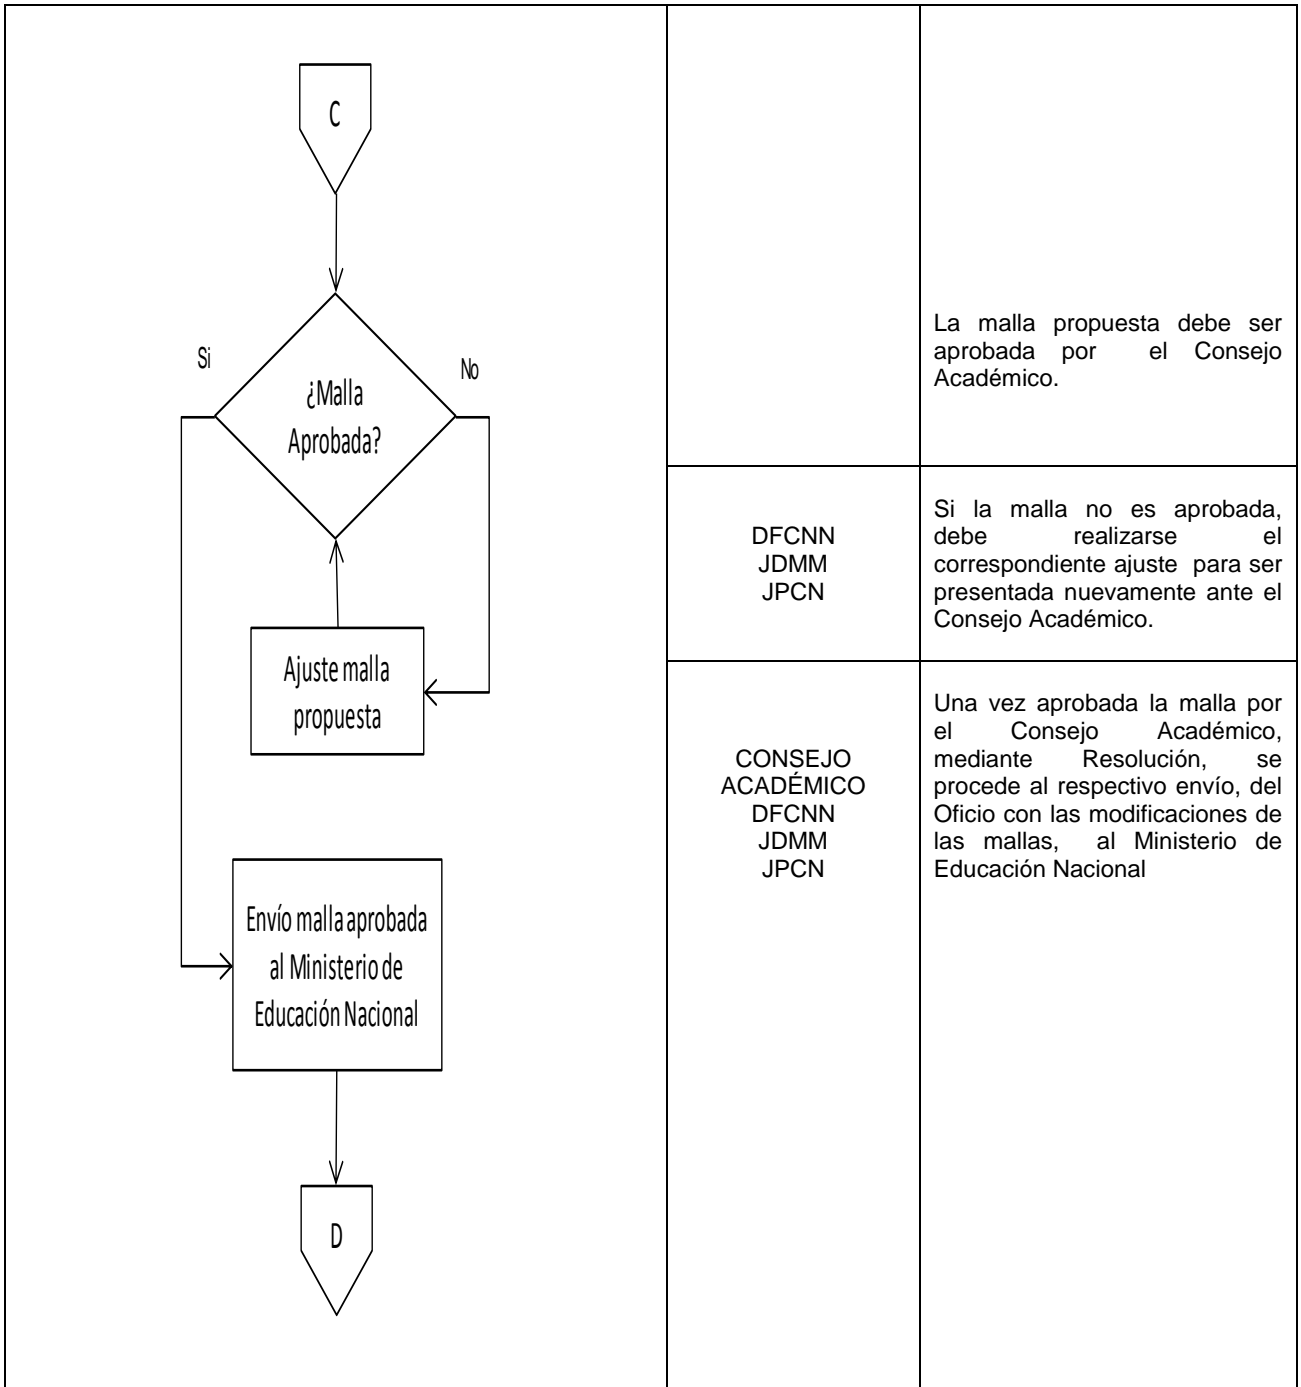 C
Si
No
¿Malla
Aprobada?
Ajuste malla
propuesta
Envío malla aprobada
al Ministerio de
Educación Nacional
D
La malla propuesta debe ser
aprobada por el Consejo
Académico.
DFCNN
JDMM
JPCN
Si la malla no es aprobada,
debe realizarse el
correspondiente ajuste para ser
presentada nuevamente ante el
Consejo Académico.
CONSEJO
ACADÉMICO
DFCNN
JDMM
JPCN
Una vez aprobada la malla por
el Consejo Académico,
mediante Resolución, se
procede al respectivo envío, del
Oficio con las modificaciones de
las mallas, al Ministerio de
Educación Nacional